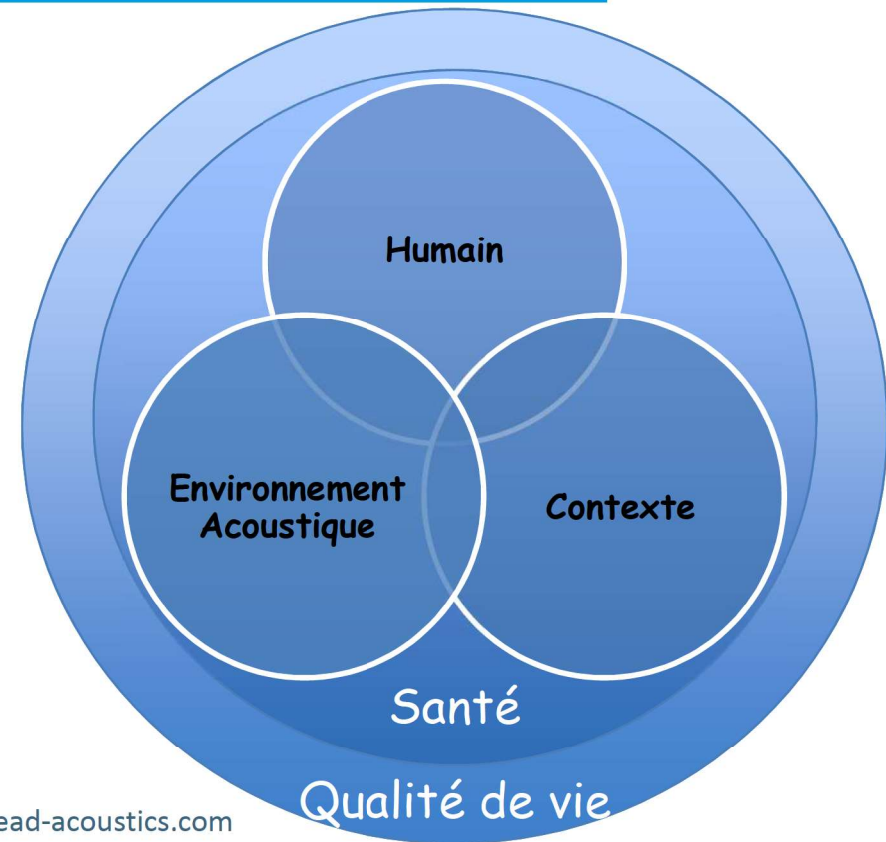 Humain
Environnement
Acoustique
Contexte
Santé
Qualité de vie
ead-acoustics.com